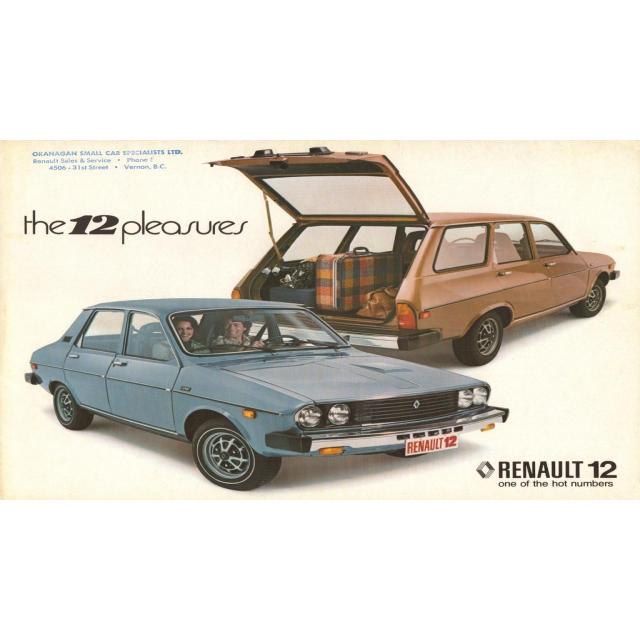 OKANAGAN SMALL CAR SPECIALISTS LTD.
Renault Sales & Service • Phone
4506 - 31st Street • Vernon, B.C.
the 12 pleasures
RENAULT 12
RENAULT 12
one of the hot numbers